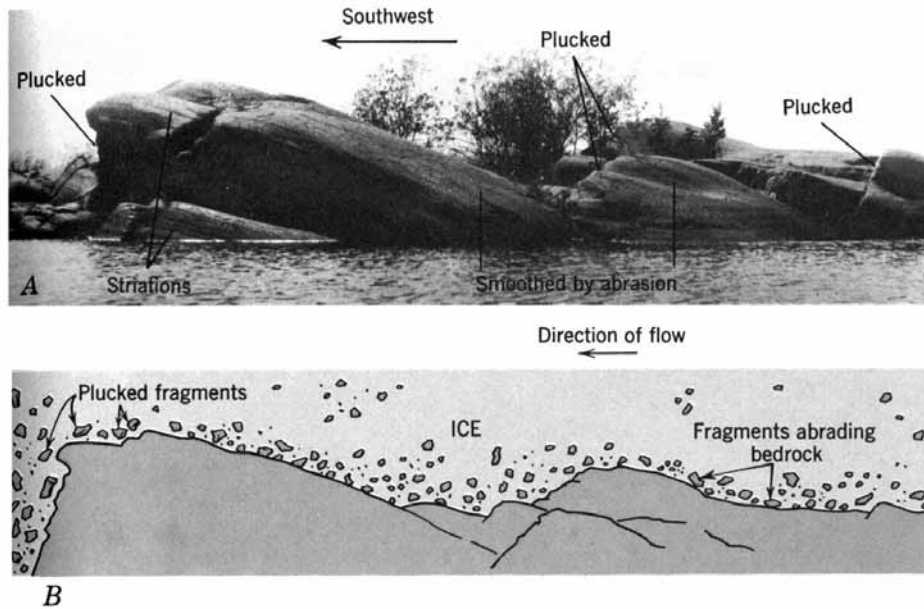 Southwest
Plucked
Plucked
Plucked
A
Striations
Smoothed by abrasion
Direction of flow
Plucked fragments
ICE
Fragments abrading
bedrock
B